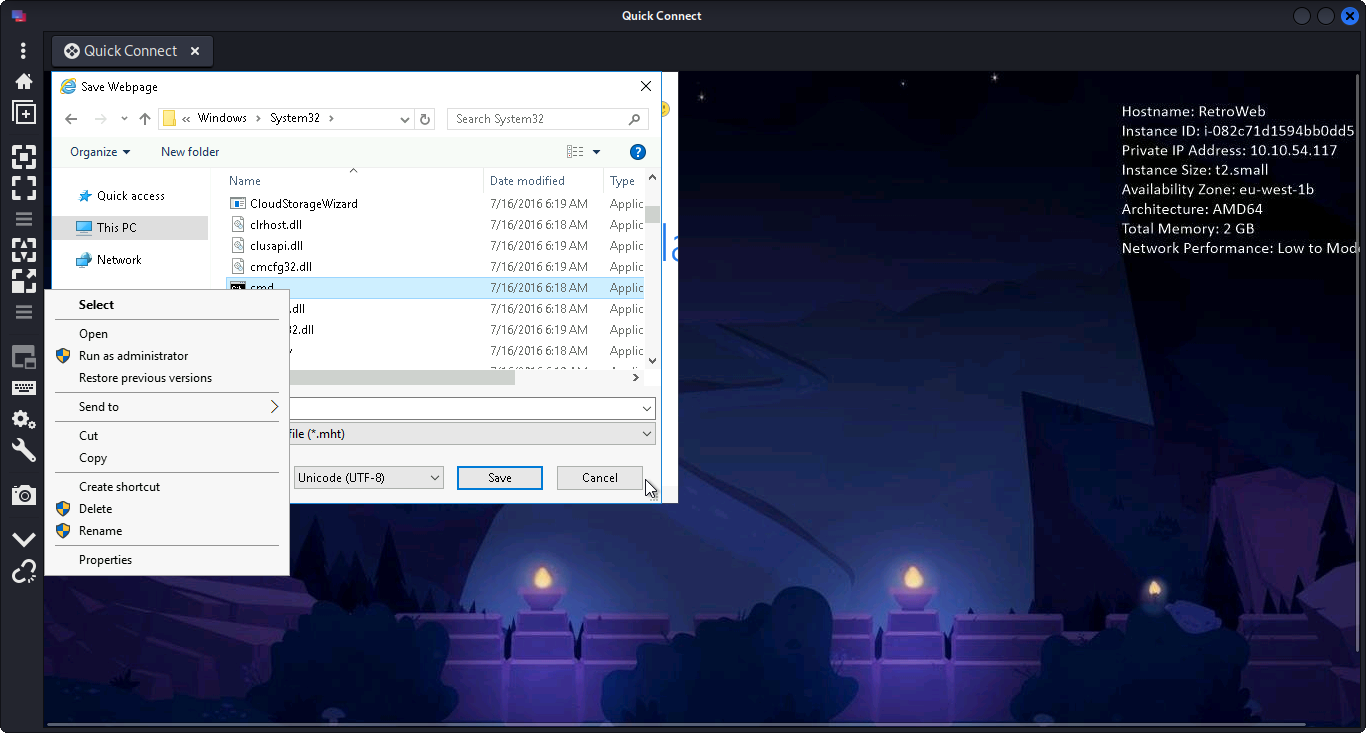 Quick Connect
Quick Connect
Save Webpage
« Windows › System32 ›
Search System32
Organize
New folder
?
Name
Date modified
Type
Quick access
This PC
Network
CloudStorageWizard 7/16/2016 6:19 AM Applic
clrhost.dll 7/16/2016 6:18 AM Applic
clusapi.dll 7/16/2016 6:19 AM Applic
cmcfg32.dll 7/16/2016 6:19 AM Applic
cmd 7/16/2016 6:18 AM Applic
.dll 7/16/2016 6:18 AM Applic
32.dll 7/16/2016 6:19 AM Applic
7/16/2016 6:18 AM Applic
file (*.mht)
Unicode (UTF-8)
Save
Cancel
Select
Open
Run as administrator
Restore previous versions
Send to
Cut
Copy
Create shortcut
Delete
Rename
Properties
la
Hostname: RetroWeb
Instance ID: i-082c71d1594bb0dd5
Private IP Address: 10.10.54.117
Instance Size: t2.small
Availability Zone: eu-west-1b
Architecture: AMD64
Total Memory: 2 GB
Network Performance: Low to Mode